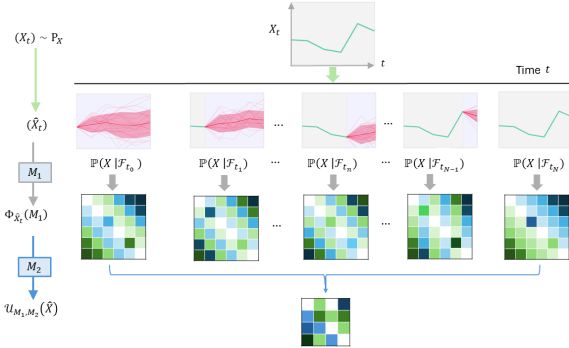 X_t
t
(X_t) ~ P_X
Time t
(X̂_t)
... ...
ℙ(X |ℱ_{t_0}) ℙ(X |ℱ_{t_1}) ... ℙ(X |ℱ_{t_n}) ... ℙ(X |ℱ_{t_{N-1}}) ℙ(X |ℱ_{t_N})
M_1
Φ_{X̂_t}(M_1)
... ...
M_2
𝒰_{M_1,M_2}(X̂)